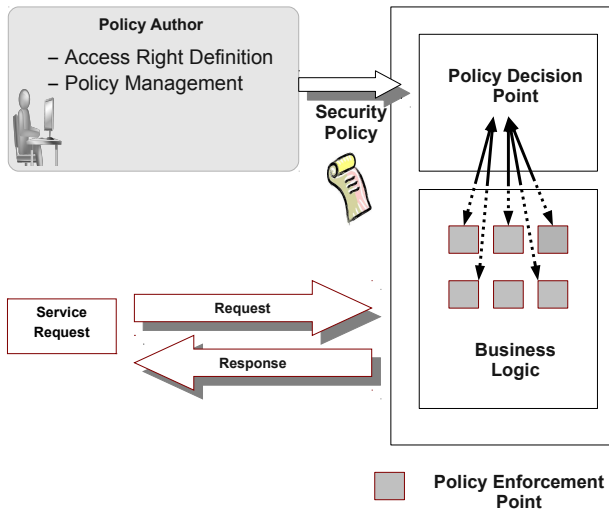 Policy Author
– Access Right Definition
– Policy Management
Security
Policy
Policy Decision
Point
Service
Request
Request
Response
Business
Logic
Policy Enforcement
Point